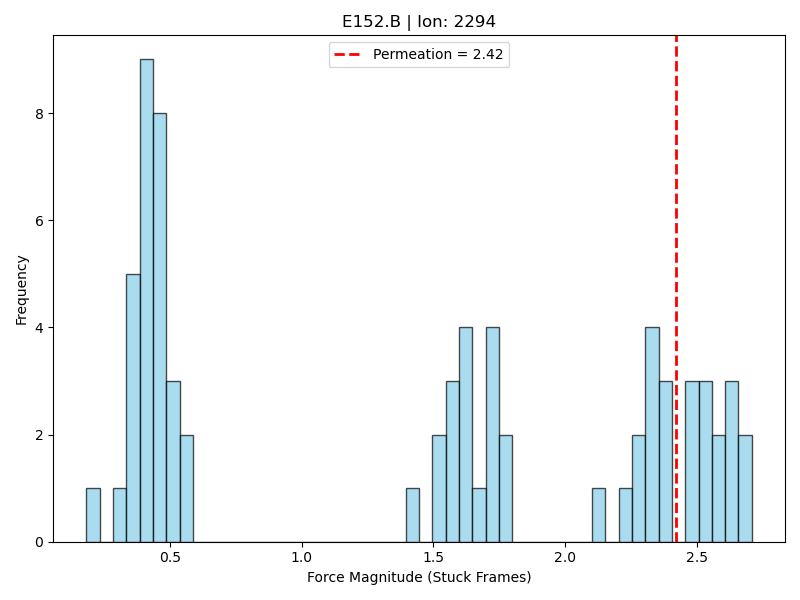 E152.B | Ion: 2294
Permeation = 2.42
Frequency
8
6
4
2
0
0.5 1.0 1.5 2.0 2.5
Force Magnitude (Stuck Frames)